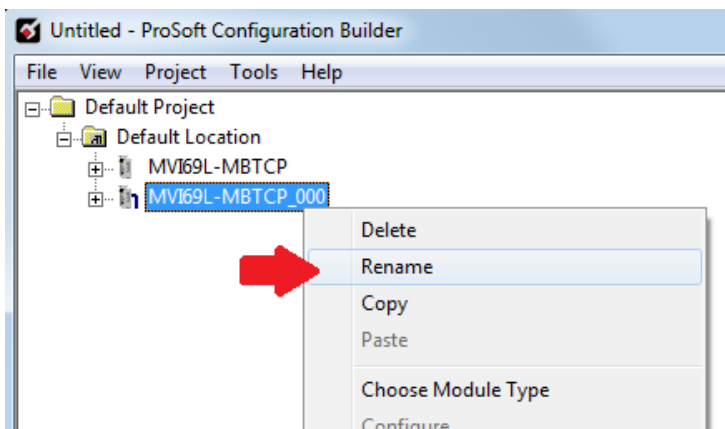 Untitled - ProSoft Configuration Builder
File View Project Tools Help
Default Project
Default Location
MVI69L-MBTCP
MVI69L-MBTCP_000
Delete
Rename
Copy
Paste
Choose Module Type
Configure